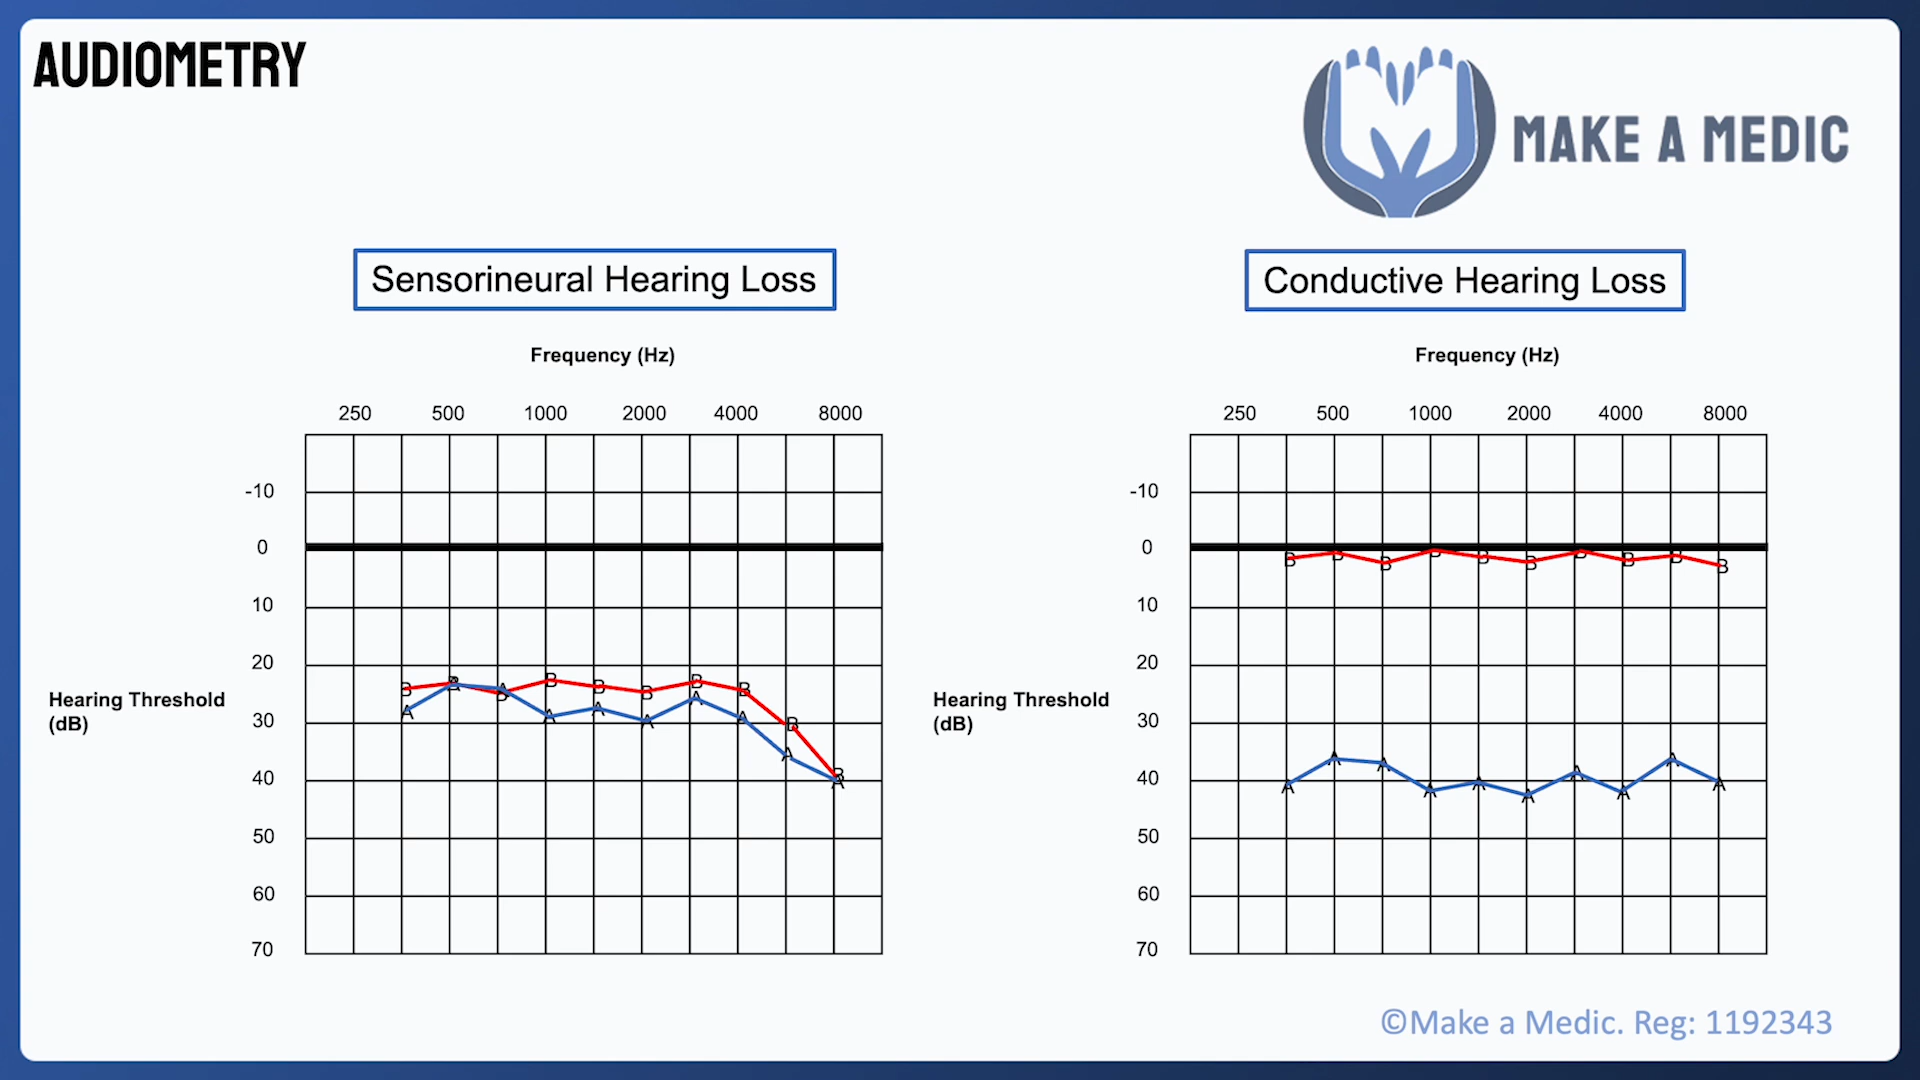 AUDIOMETRY
MAKE A MEDIC
Sensorineural Hearing Loss
Frequency (Hz)
250 500 1000 2000 4000 8000
-10
0
10
20
30
40
50
60
70
Hearing Threshold
(dB)
B B B B B B B B B B
A A A A A A A A A
Conductive Hearing Loss
Frequency (Hz)
250 500 1000 2000 4000 8000
-10
0
10
20
30
40
50
60
70
Hearing Threshold
(dB)
B B B B B B B B B B
A A A A A A A A A A
©Make a Medic. Reg: 1192343